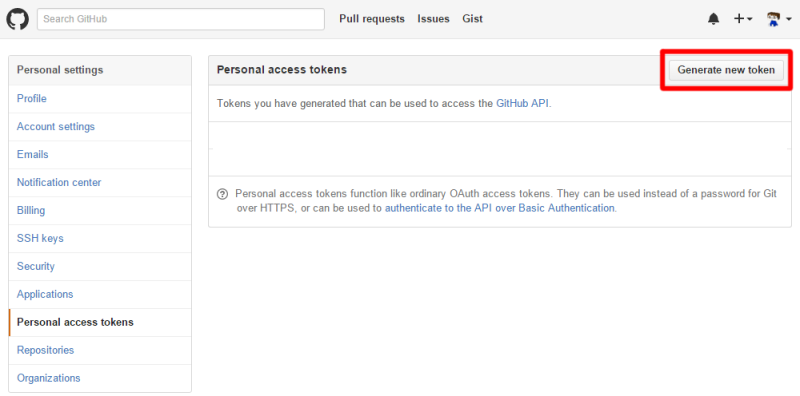 Search GitHub
Pull requests Issues Gist
Personal settings
Profile
Account settings
Emails
Notification center
Billing
SSH keys
Security
Applications
Personal access tokens
Repositories
Organizations
Personal access tokens
Generate new token
Tokens you have generated that can be used to access the GitHub API.
Personal access tokens function like ordinary OAuth access tokens. They can be used instead of a password for Git
over HTTPS, or can be used to authenticate to the API over Basic Authentication.